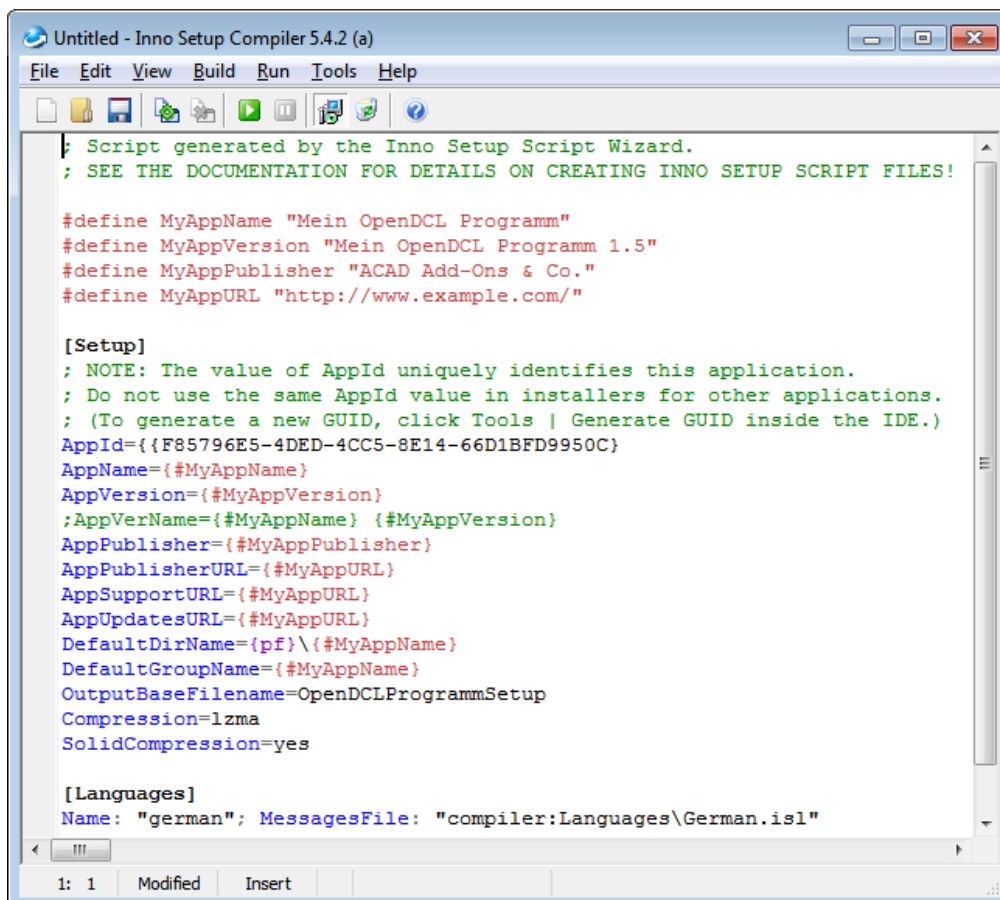 Untitled - Inno Setup Compiler 5.4.2 (a)
File Edit View Build Run Tools Help
; Script generated by the Inno Setup Script Wizard.
; SEE THE DOCUMENTATION FOR DETAILS ON CREATING INNO SETUP SCRIPT FILES!
#define MyAppName "Mein OpenDCL Programm"
#define MyAppVersion "Mein OpenDCL Programm 1.5"
#define MyAppPublisher "ACAD Add-Ons & Co."
#define MyAppURL "http://www.example.com/"
[Setup]
; NOTE: The value of AppId uniquely identifies this application.
; Do not use the same AppId value in installers for other applications.
; (To generate a new GUID, click Tools | Generate GUID inside the IDE.)
AppId={{F85796E5-4DED-4CC5-8E14-66D1BFD9950C}
AppName={#MyAppName}
AppVersion={#MyAppVersion}
;AppVerName={#MyAppName} {#MyAppVersion}
AppPublisher={#MyAppPublisher}
AppPublisherURL={#MyAppURL}
AppSupportURL={#MyAppURL}
AppUpdatesURL={#MyAppURL}
DefaultDirName={pf}\{#MyAppName}
DefaultGroupName={#MyAppName}
OutputBaseFilename=OpenDCLProgrammSetup
Compression=lzma
SolidCompression=yes
[Languages]
Name: "german"; MessagesFile: "compiler:Languages\German.isl"
1: 1 Modified Insert